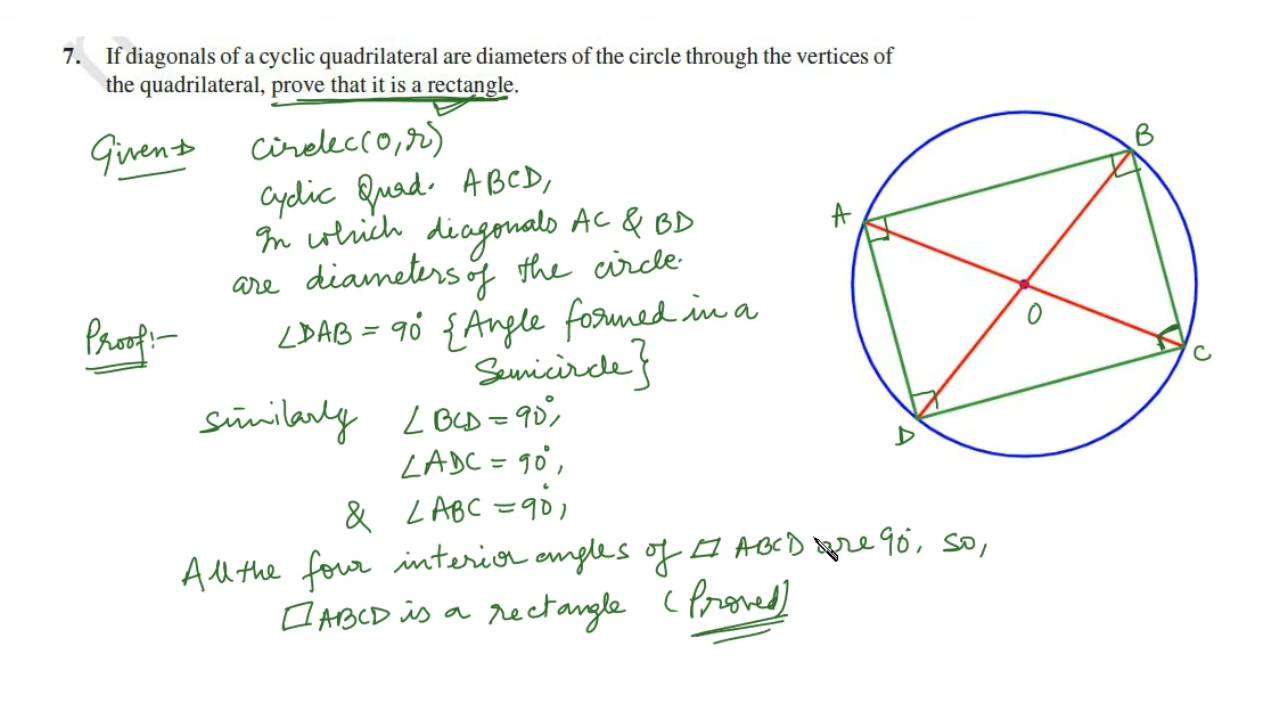 7. If diagonals of a cyclic quadrilateral are diameters of the circle through the vertices of
the quadrilateral, prove that it is a rectangle.
Given→ Circle C(O,r)
Cyclic Quad. ABCD,
In which diagonals AC & BD
are diameters of the circle.
Proof:- ∠DAB = 90° {Angle formed in a
Semicircle}
Similarly ∠BCD = 90°,
∠ADC = 90°,
& ∠ABC = 90°,
All the four interior angles of ▱ ABCD are 90°. so,
▱ABCD is a rectangle (Proved)
B
A
O
C
D